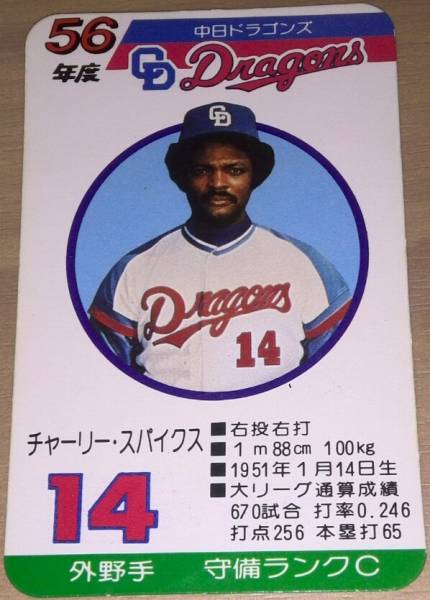 56
年度
中日ドラゴンズ
CD Dragons
CD
Dragons
14
チャーリー・スパイクス
14
■右投右打
■1m88cm 100kg
■1951年1月14日生
■大リーグ通算成績
670試合 打率0.246
打点256 本塁打65
外野手 守備ランクC